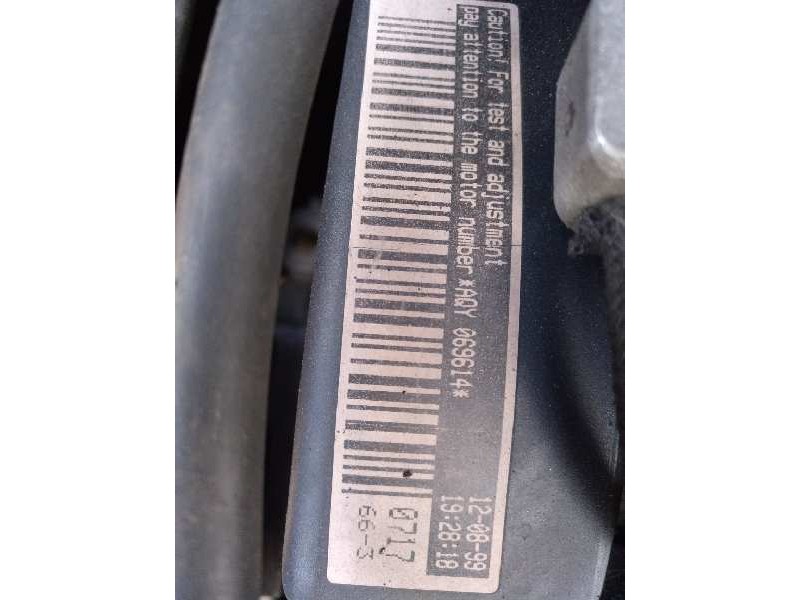 Caution! For test and adjustment
pay attention to the motor number*AQY 069614*
12-08-99
19:28:18
0717
66-3